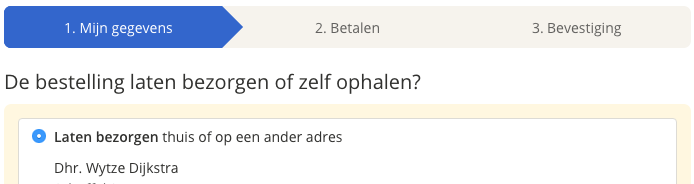 1. Mijn gegevens
2. Betalen
3. Bevestiging
De bestelling laten bezorgen of zelf ophalen?
Laten bezorgen thuis of op een ander adres
Dhr. Wytze Dijkstra